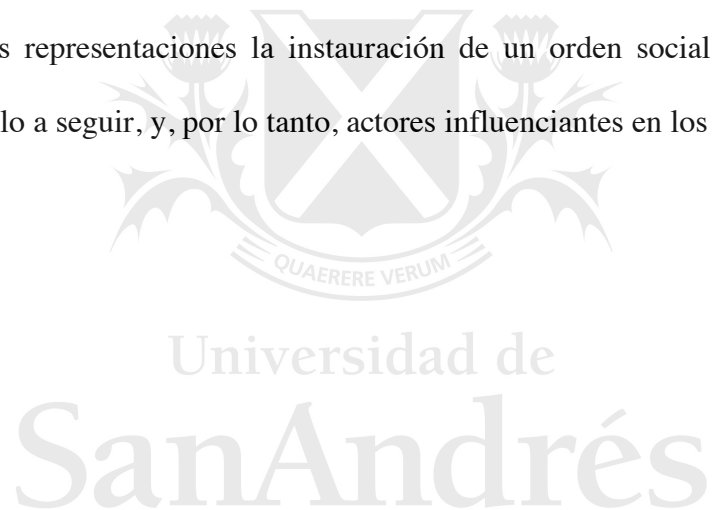 s representaciones la instauración de un orden social
lo a seguir, y, por lo tanto, actores influenciantes en los
QUAERERE VERUM
Universidad de
SanAndrés